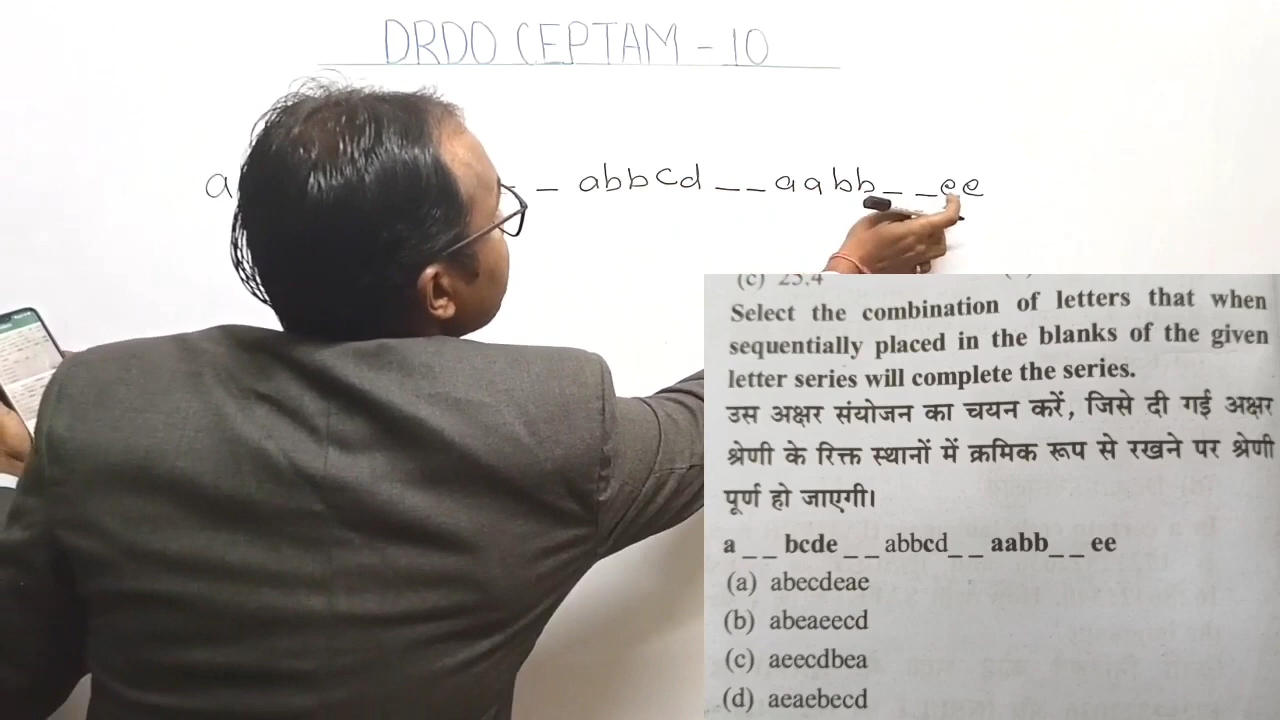 DRDO CEPTAM - 10
a _ abbcd _ _ aabb _ _ ee
(c) 25.4
Select the combination of letters that when
sequentially placed in the blanks of the given
letter series will complete the series.
उस अक्षर संयोजन का चयन करें, जिसे दी गई अक्षर
श्रेणी के रिक्त स्थानों में क्रमिक रूप से रखने पर श्रेणी
पूर्ण हो जाएगी।
a _ _ bcde _ _ abbcd _ _ aabb _ _ ee
(a) abecdeae
(b) abeaeecd
(c) aeecdbea
(d) aeaebecd